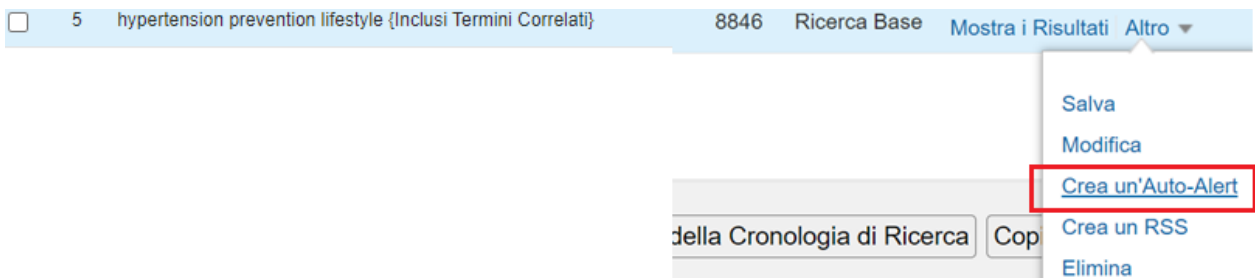 5 hypertension prevention lifestyle {Inclusi Termini Correlati} 8846 Ricerca Base Mostra i Risultati Altro
Salva
Modifica
Crea un'Auto-Alert
della Cronologia di Ricerca Copi Crea un RSS
Elimina